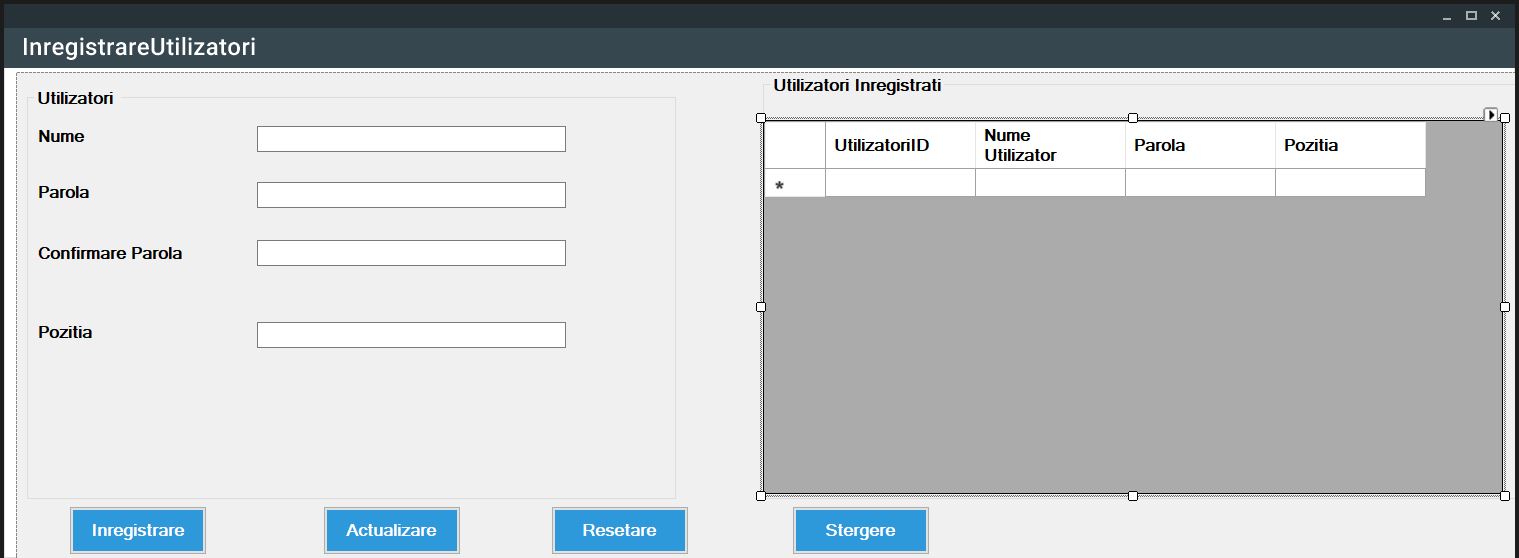 InregistrareUtilizatori
Utilizatori
Nume
Parola
Confirmare Parola
Pozitia
Utilizatori Inregistrati
UtilizatoriID
Nume
Utilizator
Parola
Pozitia
*
Inregistrare
Actualizare
Resetare
Stergere